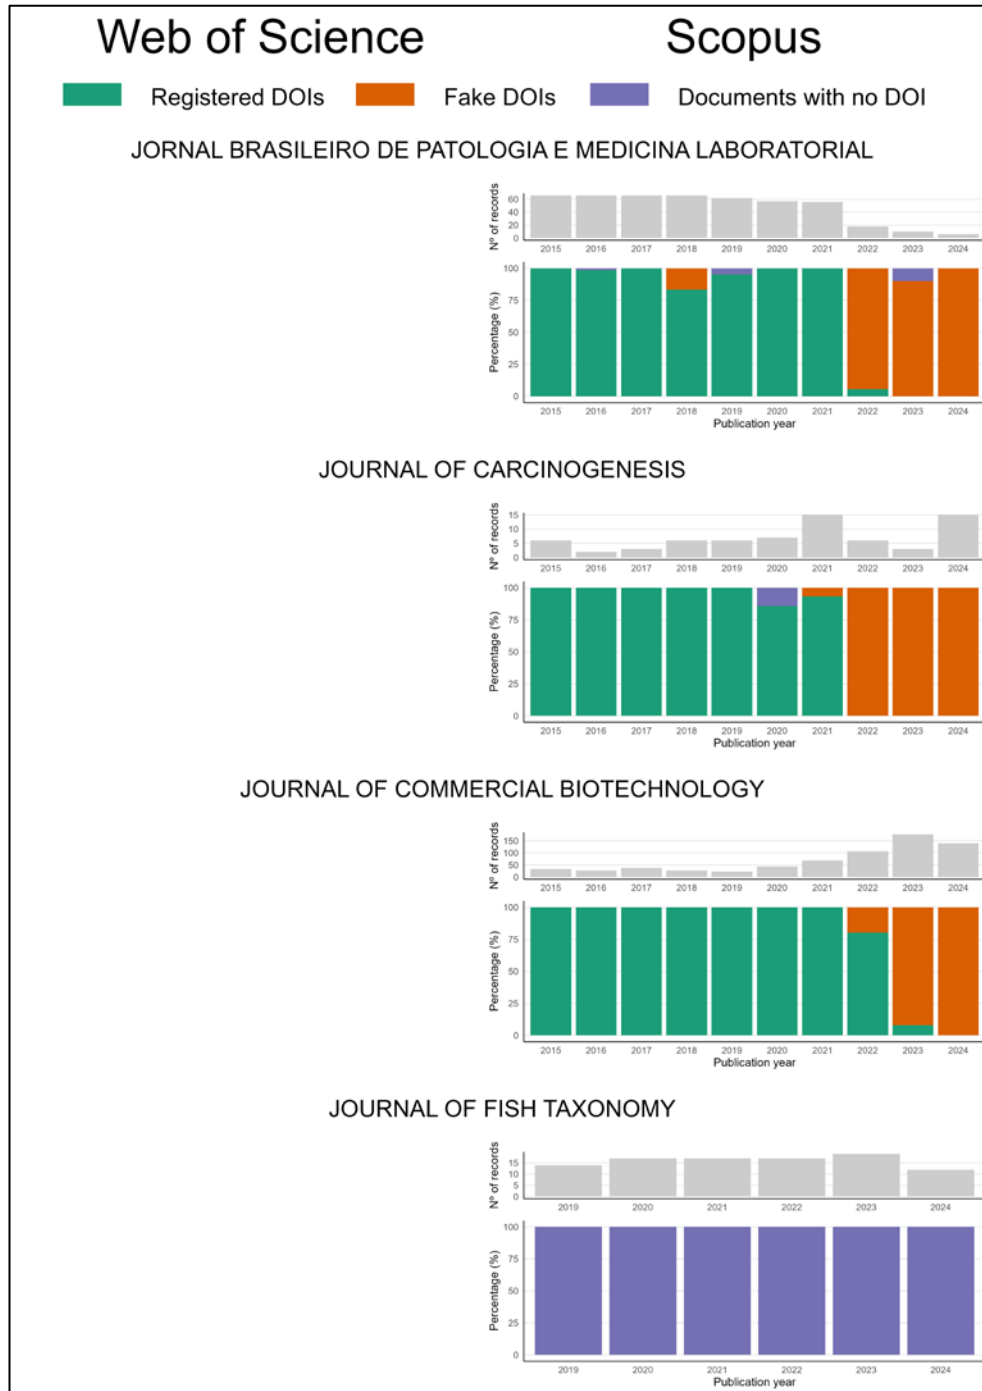 Web of Science Scopus
Registered DOIs Fake DOIs Documents with no DOI
JORNAL BRASILEIRO DE PATOLOGIA E MEDICINA LABORATORIAL
Nº of records
60
40
20
0
2015 2016 2017 2018 2019 2020 2021 2022 2023 2024
Percentage (%)
100
75
50
25
0
2015 2016 2017 2018 2019 2020 2021 2022 2023 2024
Publication year
JOURNAL OF CARCINOGENESIS
Nº of records
15
10
5
0
2015 2016 2017 2018 2019 2020 2021 2022 2023 2024
Percentage (%)
100
75
50
25
0
2015 2016 2017 2018 2019 2020 2021 2022 2023 2024
Publication year
JOURNAL OF COMMERCIAL BIOTECHNOLOGY
Nº of records
150
100
50
0
2015 2016 2017 2018 2019 2020 2021 2022 2023 2024
Percentage (%)
100
75
50
25
0
2015 2016 2017 2018 2019 2020 2021 2022 2023 2024
Publication year
JOURNAL OF FISH TAXONOMY
Nº of records
15
10
5
0
2019 2020 2021 2022 2023 2024
Percentage (%)
100
75
50
25
0
2019 2020 2021 2022 2023 2024
Publication year